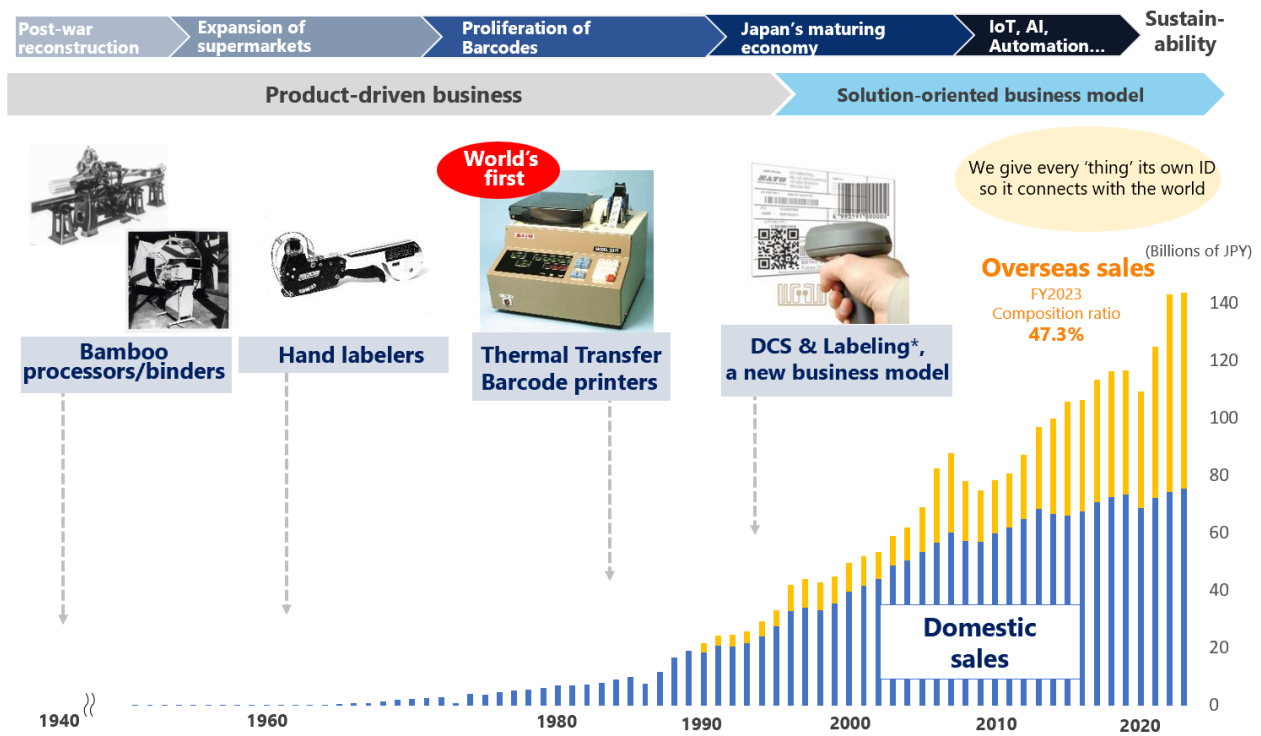 Post-war
reconstruction
Expansion of
supermarkets
Proliferation of
Barcodes
Japan's maturing
economy
IoT, AI,
Automation...
Sustain-
ability
Product-driven business
Solution-oriented business model
World's
first
We give every 'thing' its own ID
so it connects with the world
SATO
(Billions of JPY)
Overseas sales
FY2023
Composition ratio
47.3%
Bamboo
processors/binders
Hand labelers
Thermal Transfer
Barcode printers
DCS & Labeling*,
a new business model
140
120
100
80
60
40
20
0
Domestic
sales
1940
1960
1980
1990
2000
2010
2020